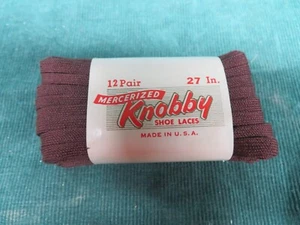 12 Pair 27 In.
MERCERIZED
Knobby
SHOE LACES
MADE IN U.S.A.